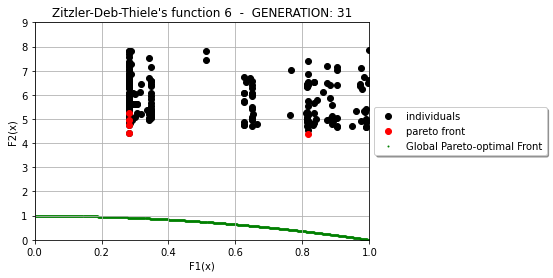 Zitzler-Deb-Thiele's function 6 - GENERATION: 31
9
8
7
6
5
4
3
2
1
0
F2(x)
0.0 0.2 0.4 0.6 0.8 1.0
F1(x)
individuals
pareto front
Global Pareto-optimal Front